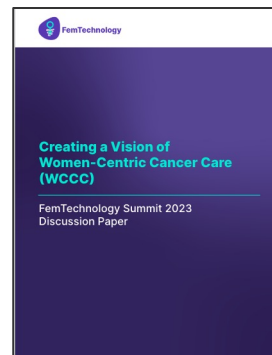 FemTechnology
Creating a Vision of
Women-Centric Cancer Care
(WCCC)
FemTechnology Summit 2023
Discussion Paper